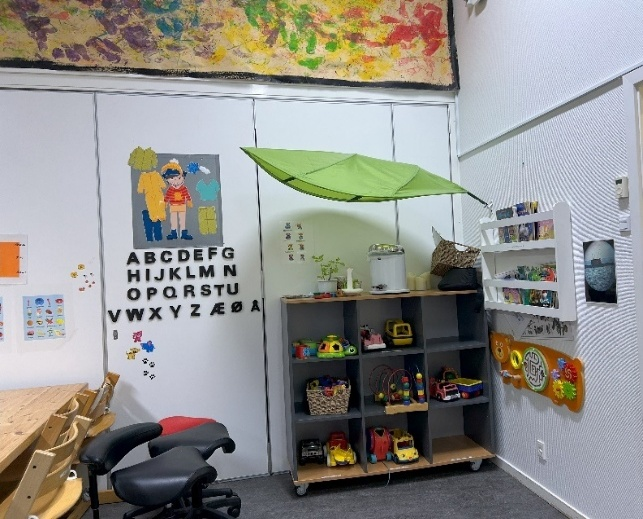 ABCDEFG
HIJKLMN
OPQRSTU
VWXYZÆØÅ